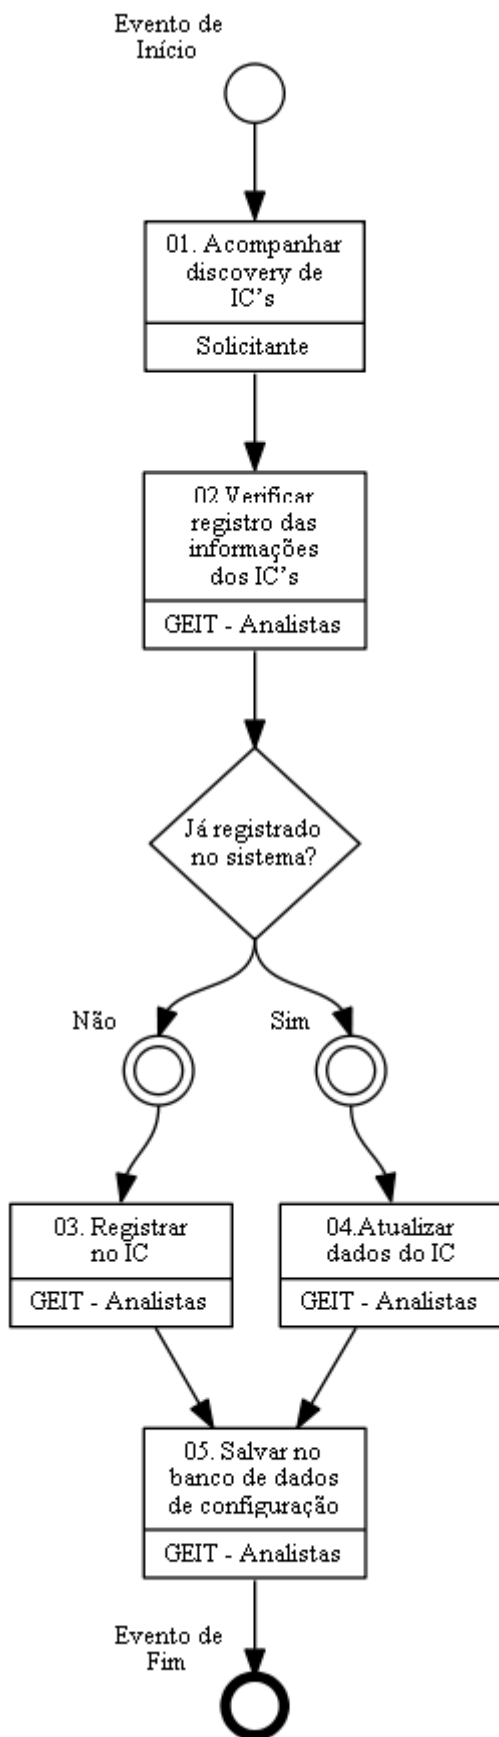 Evento de
Início
01. Acompanhar
discovery de
IC's
Solicitante
02 Verificar
registro das
informações
dos IC's
GEIT - Analistas
Já registrado
no sistema?
Não
Sim
03. Registrar
no IC
GEIT - Analistas
04.Atualizar
dados do IC
GEIT - Analistas
05. Salvar no
banco de dados
de configuração
GEIT - Analistas
Evento de
Fim